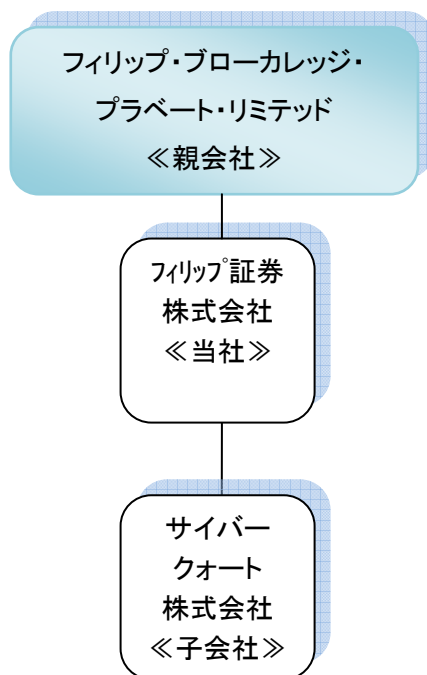 フィリップ・ブローカレッジ・
プラベート・リミテッド
≪親会社≫
フィリップ証券
株式会社
≪当社≫
サイバー
クォート
株式会社
≪子会社≫